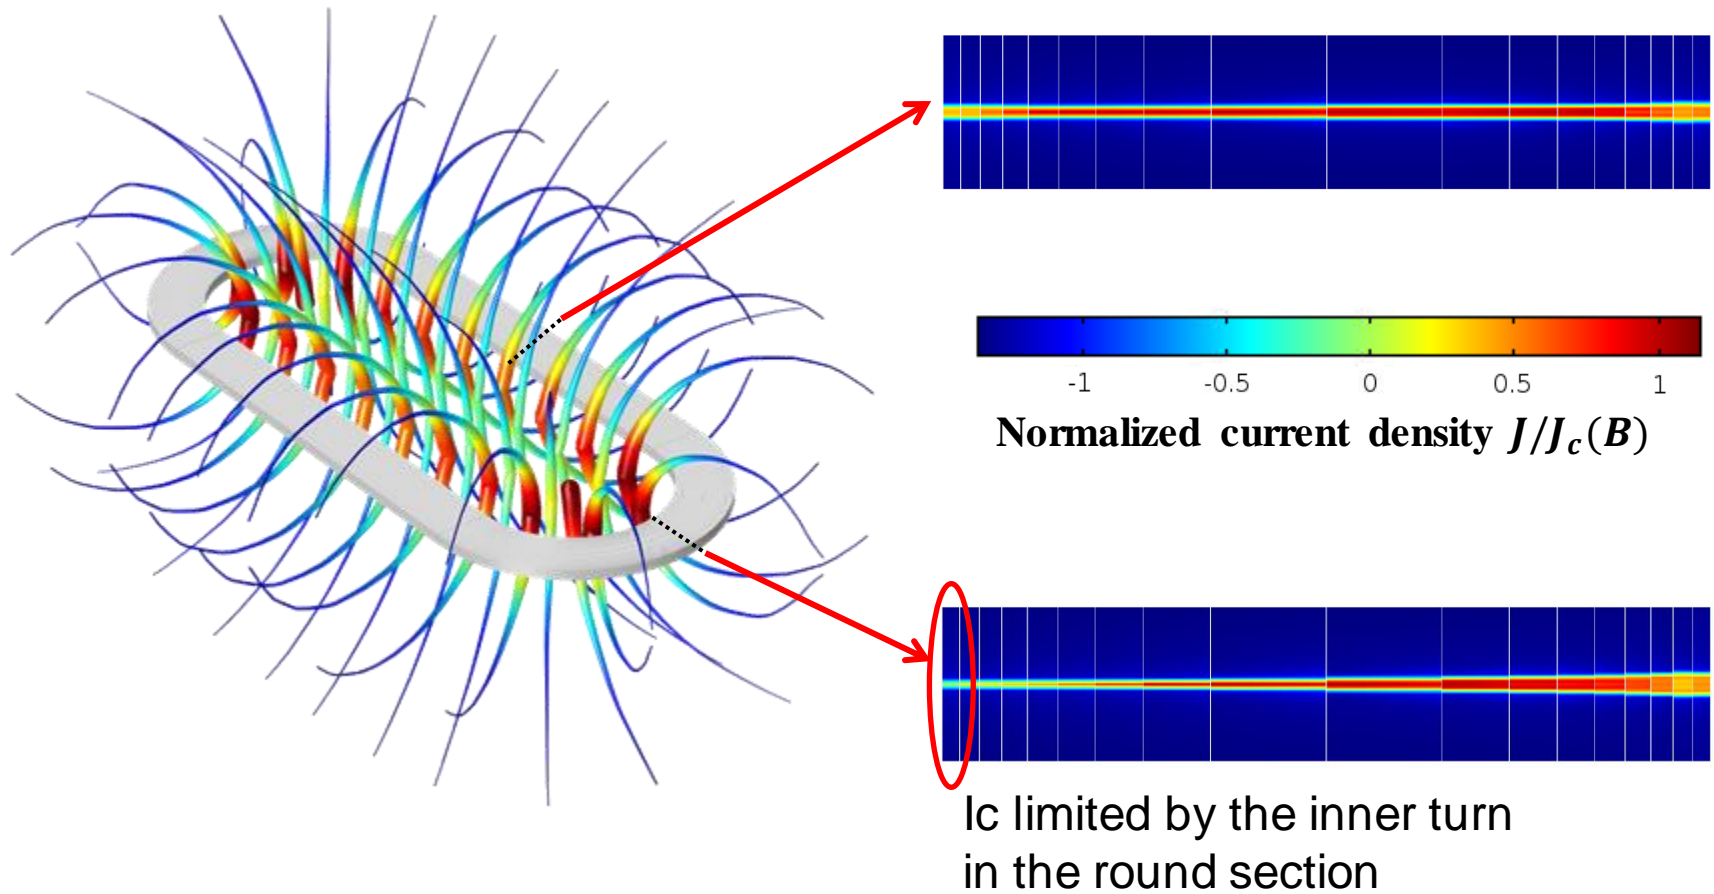 -1 -0.5 0 0.5 1
Normalized current density J/J_c(B)
Ic limited by the inner turn
in the round section